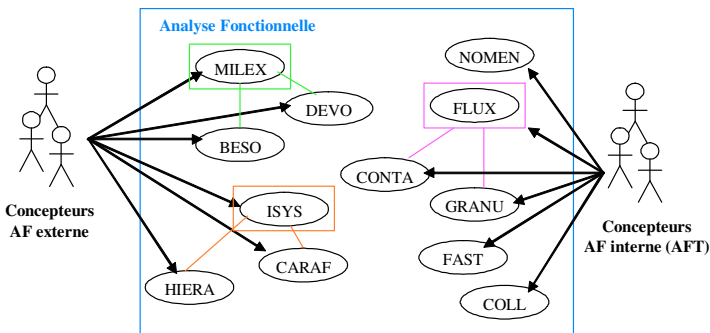 Analyse Fonctionnelle
MILEX
DEVO
BESO
ISYS
CARAF
HIERA
NOMEN
FLUX
CONTA
GRANU
FAST
COLL
Concepteurs
AF externe
Concepteurs
AF interne (AFT)